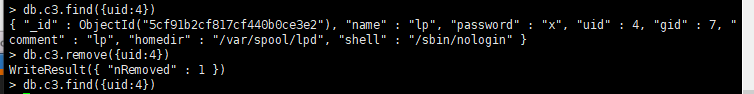 > db.c3.find({uid:4})
{ "_id" : ObjectId("5cf91b2cf817cf440b0ce3e2"), "name" : "lp", "password" : "x", "uid" : 4, "gid" : 7, "
comment" : "lp", "homedir" : "/var/spool/lpd", "shell" : "/sbin/nologin" }
> db.c3.remove({uid:4})
WriteResult({ "nRemoved" : 1 })
> db.c3.find({uid:4})